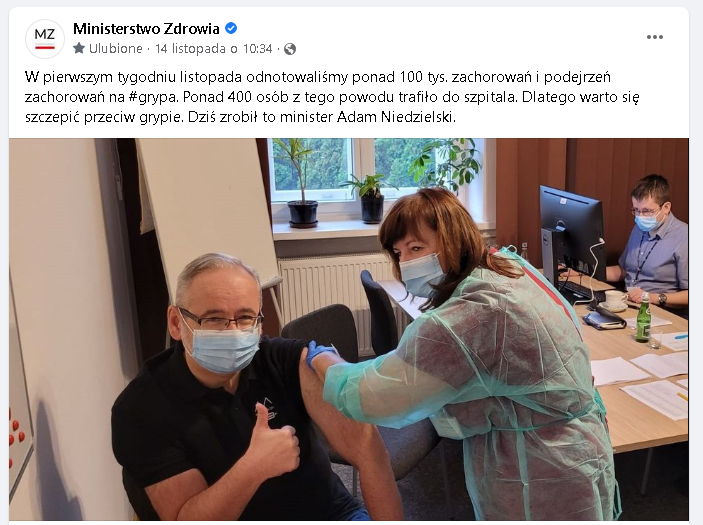 MZ
Ministerstwo Zdrowia
Ulubione · 14 listopada o 10:34 ·
W pierwszym tygodniu listopada odnotowaliśmy ponad 100 tys. zachorowań i podejrzeń
zachorowań na #grypa. Ponad 400 osób z tego powodu trafiło do szpitala. Dlatego warto się
szczepić przeciw grypie. Dziś zrobił to minister Adam Niedzielski.